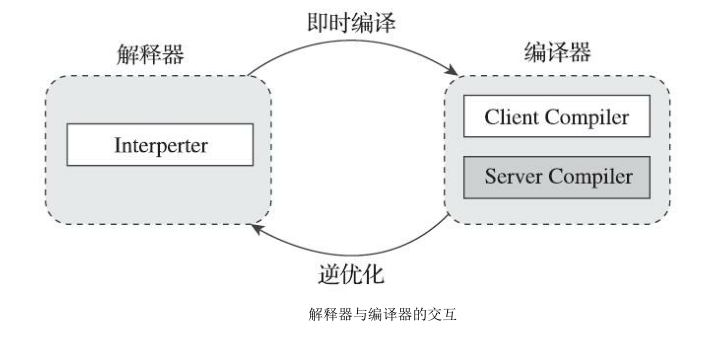 即时编译
解释器
编译器
Interperter
Client Compiler
Server Compiler
逆优化
解释器与编译器的交互